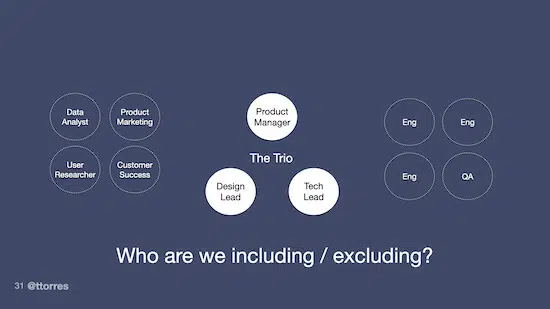 Data
Analyst
Product
Marketing
User
Researcher
Customer
Success
Product
Manager
The Trio
Design
Lead
Tech
Lead
Eng
Eng
Eng
QA
Who are we including / excluding?
31 @ttorres